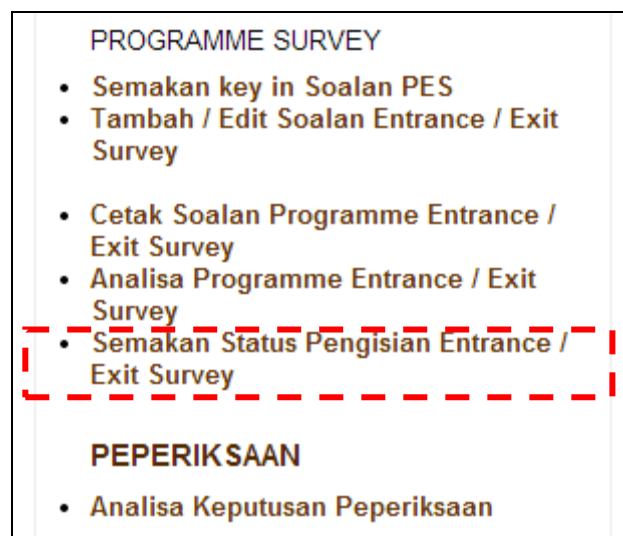 PROGRAMME SURVEY
• Semakan key in Soalan PES
• Tambah / Edit Soalan Entrance / Exit
Survey
• Cetak Soalan Programme Entrance /
Exit Survey
• Analisa Programme Entrance / Exit
Survey
• Semakan Status Pengisian Entrance /
Exit Survey
PEPERIKSAAN
• Analisa Keputusan Peperiksaan